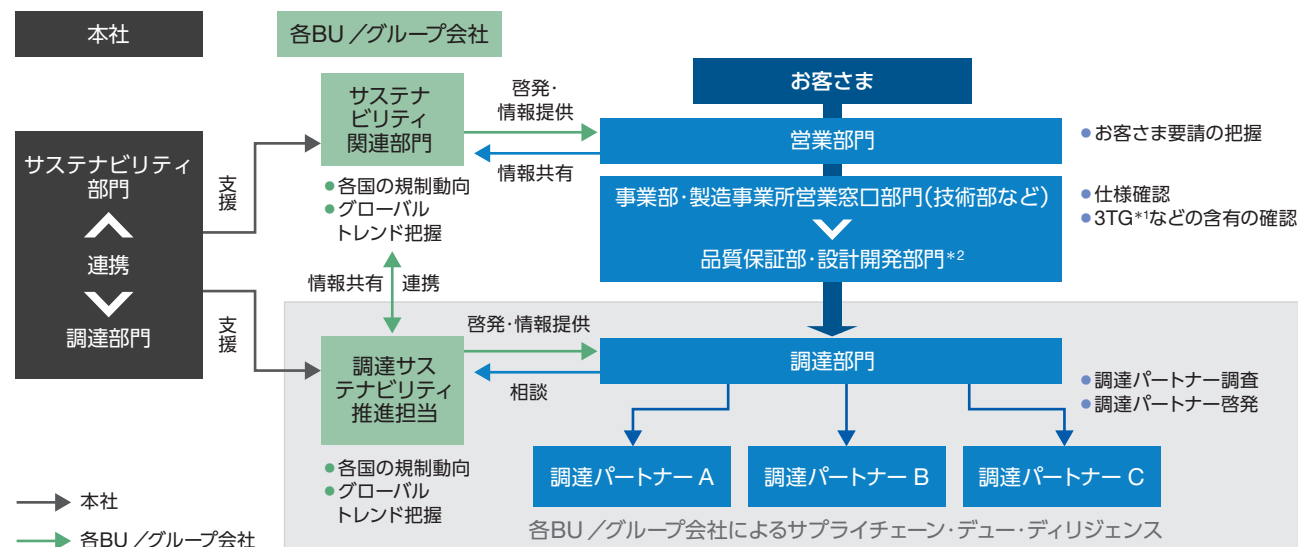 本社
各BU／グループ会社
お客さま
サステナ
ビリティ
関連部門
啓発・
情報提供
情報共有
営業部門
●お客さま要請の把握
サステナビリティ
部門
連携
調達部門
支援
支援
●各国の規制動向
●グローバル
トレンド把握
事業部・製造事業所営業窓口部門(技術部など)
品質保証部・設計開発部門*2
●仕様確認
●3TG*1などの含有の確認
情報共有
連携
調達サス
テナビリティ
推進担当
啓発・情報提供
相談
調達部門
●調達パートナー調査
●調達パートナー啓発
●各国の規制動向
●グローバル
トレンド把握
調達パートナー A
調達パートナー B
調達パートナー C
各BU／グループ会社によるサプライチェーン・デュー・ディリジェンス
本社
各BU／グループ会社